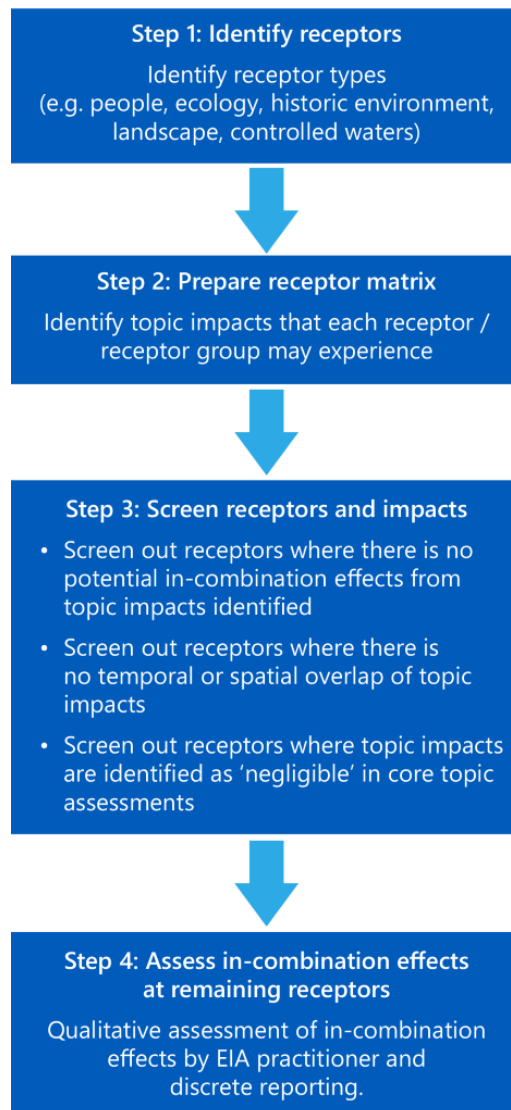 Step 1: Identify receptors
Identify receptor types
(e.g. people, ecology, historic environment,
landscape, controlled waters)
Step 2: Prepare receptor matrix
Identify topic impacts that each receptor /
receptor group may experience
Step 3: Screen receptors and impacts
• Screen out receptors where there is no
potential in-combination effects from
topic impacts identified
• Screen out receptors where there is
no temporal or spatial overlap of topic
impacts
• Screen out receptors where topic impacts
are identified as ‘negligible’ in core topic
assessments
Step 4: Assess in-combination effects
at remaining receptors
Qualitative assessment of in-combination
effects by EIA practitioner and
discrete reporting.